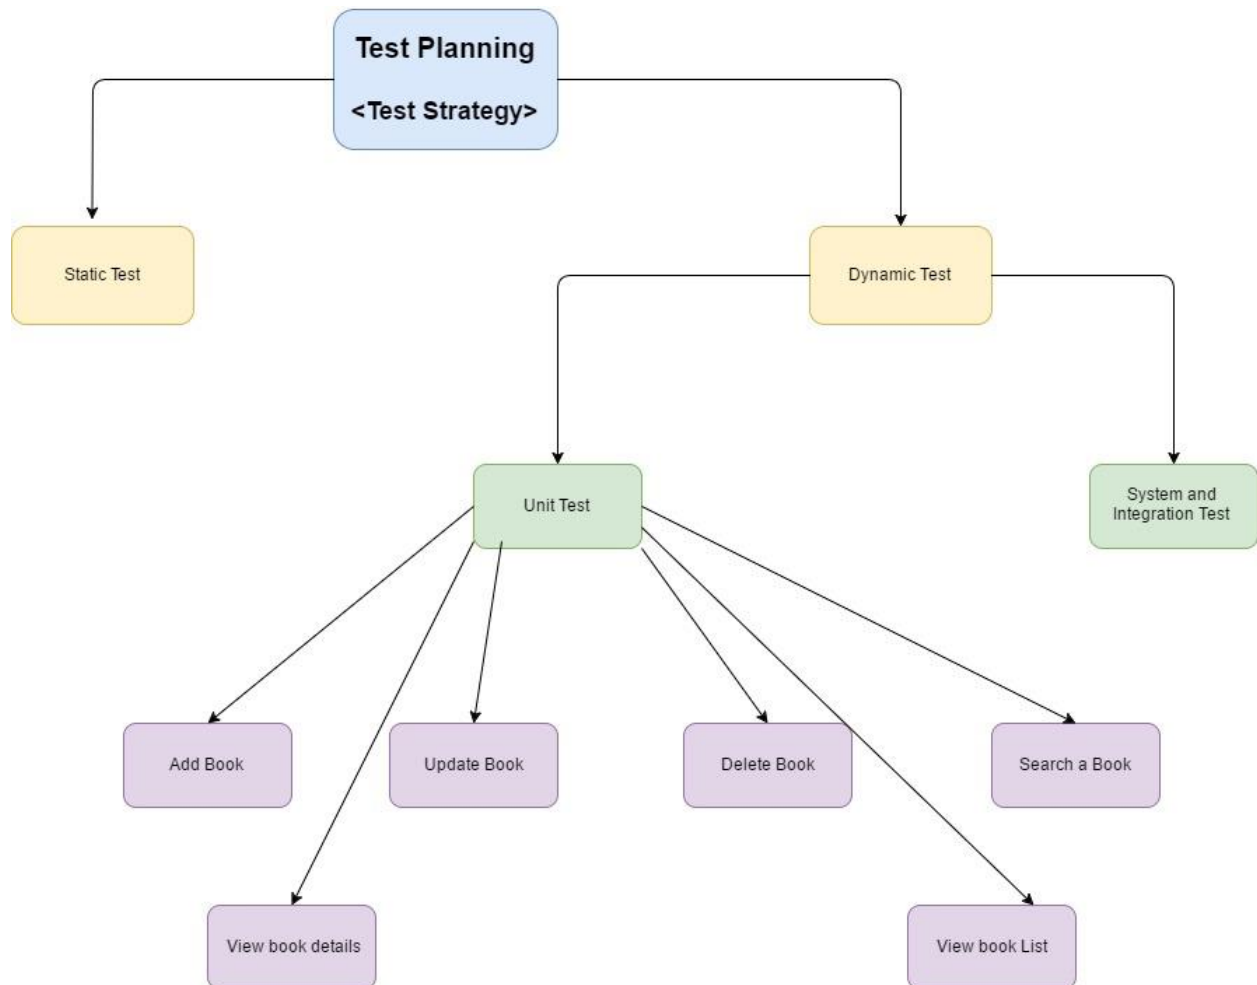 Test Planning
<Test Strategy>
Static Test
Dynamic Test
Unit Test
System and
Integration Test
Add Book
Update Book
Delete Book
Search a Book
View book details
View book List